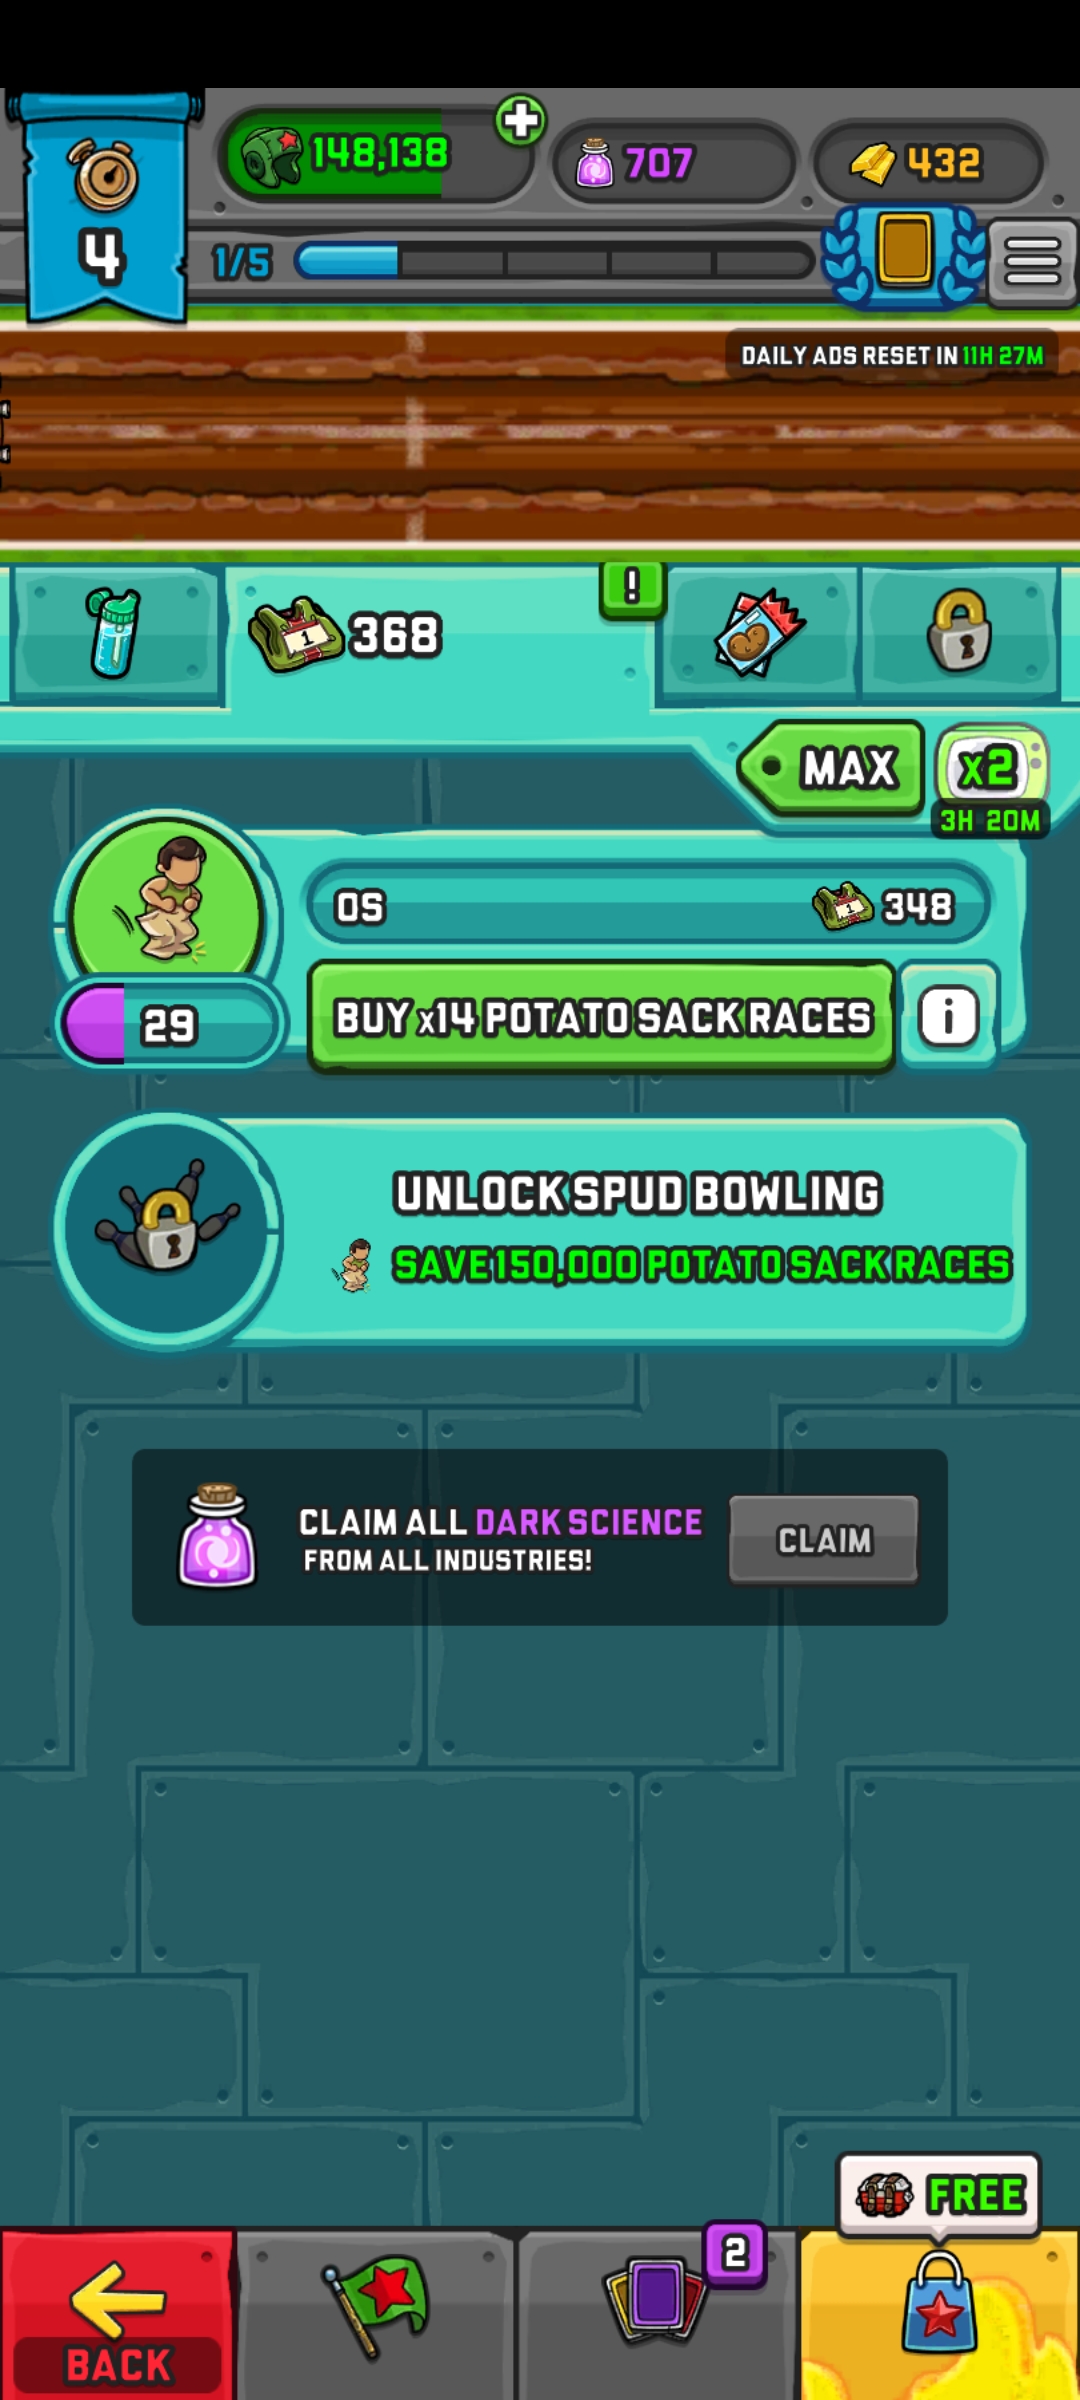 148,138
707
432
4
1/5
DAILY ADS RESET IN 11H 27M
1
368
!
MAX
x2
3H 20M
0S
1
348
29
BUY x14 POTATO SACK RACES
i
UNLOCK SPUD BOWLING
SAVE 150,000 POTATO SACK RACES
CLAIM ALL DARK SCIENCE
FROM ALL INDUSTRIES!
CLAIM
FREE
2
BACK